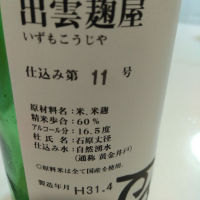 出雲麹屋
いずもこうじや
仕込み第 11 号
原材料名：米、米麹
精米歩合：60％
アルコール分：16.5度
杜氏名：石原丈径
仕込み水：自然湧水
（通称 黄金井戸）
◎原料米は全て国産を使用。
製造年月 H31.4